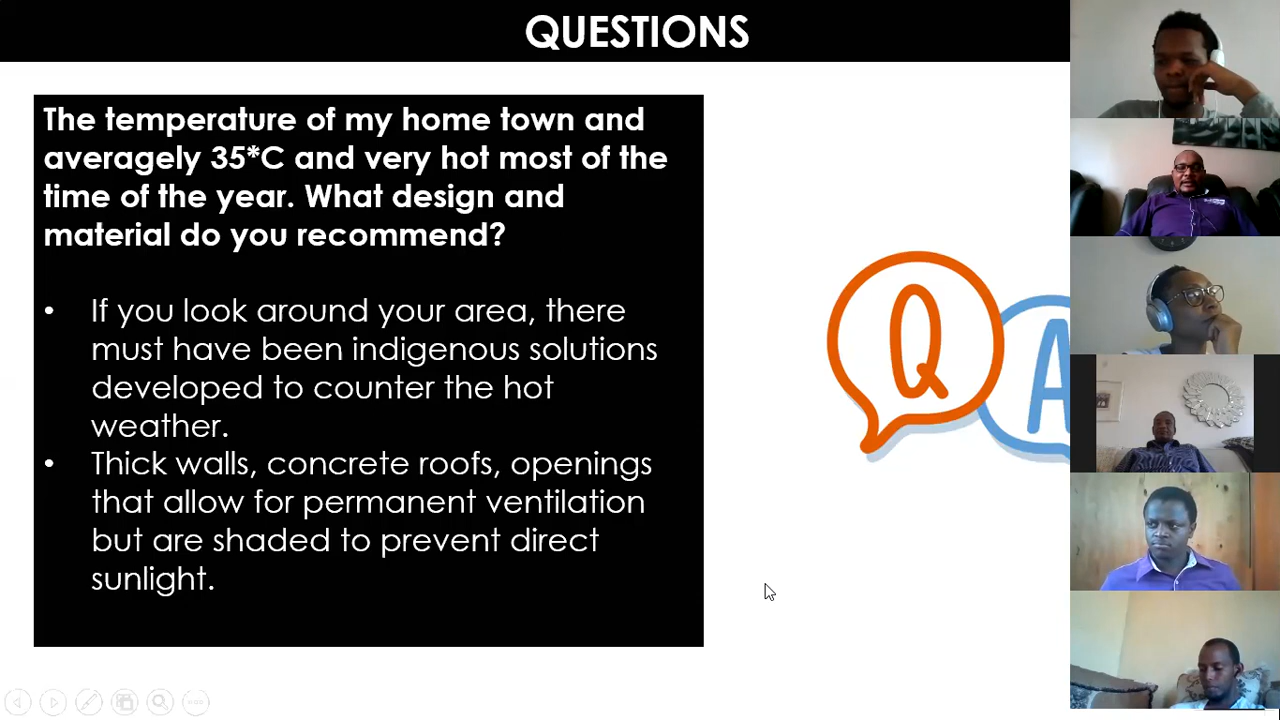 QUESTIONS
The temperature of my home town and
averagely 35*C and very hot most of the
time of the year. What design and
material do you recommend?
• If you look around your area, there
must have been indigenous solutions
developed to counter the hot
weather.
• Thick walls, concrete roofs, openings
that allow for permanent ventilation
but are shaded to prevent direct
sunlight.
Q
A